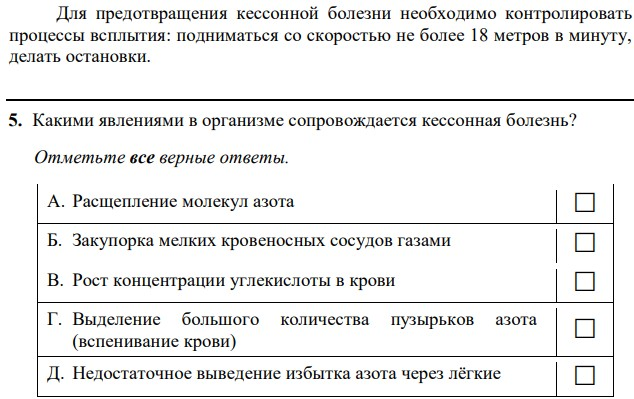 Для предотвращения кессонной болезни необходимо контролировать
процессы всплытия: подниматься со скоростью не более 18 метров в минуту,
делать остановки.
5. Какими явлениями в организме сопровождается кессонная болезнь?
Отметьте все верные ответы.
А. Расщепление молекул азота
Б. Закупорка мелких кровеносных сосудов газами
В. Рост концентрации углекислоты в крови
Г. Выделение большого количества пузырьков азота
(вспенивание крови)
Д. Недостаточное выведение избытка азота через лёгкие